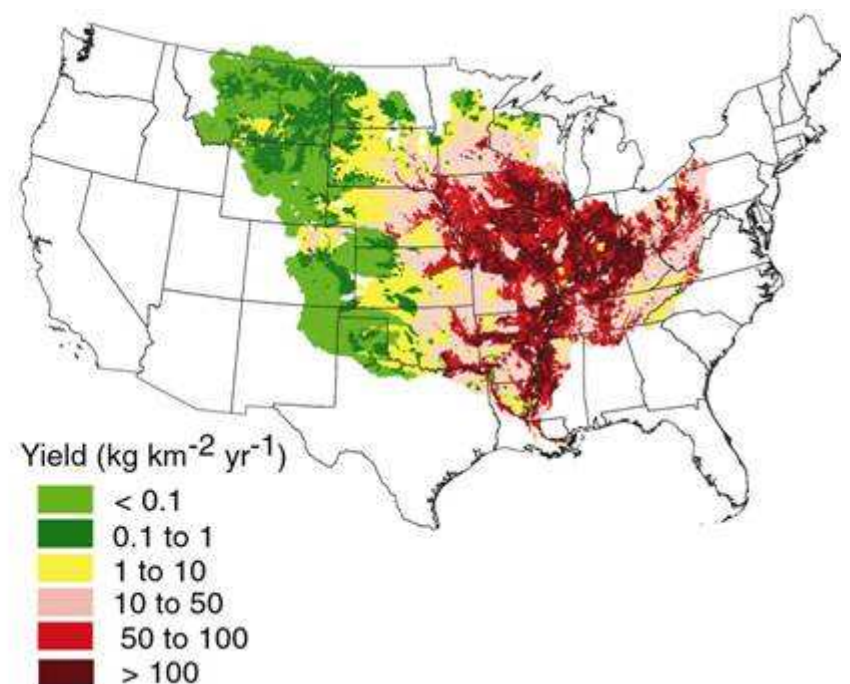 Yield (kg km⁻² yr⁻¹)
< 0.1
0.1 to 1
1 to 10
10 to 50
50 to 100
> 100